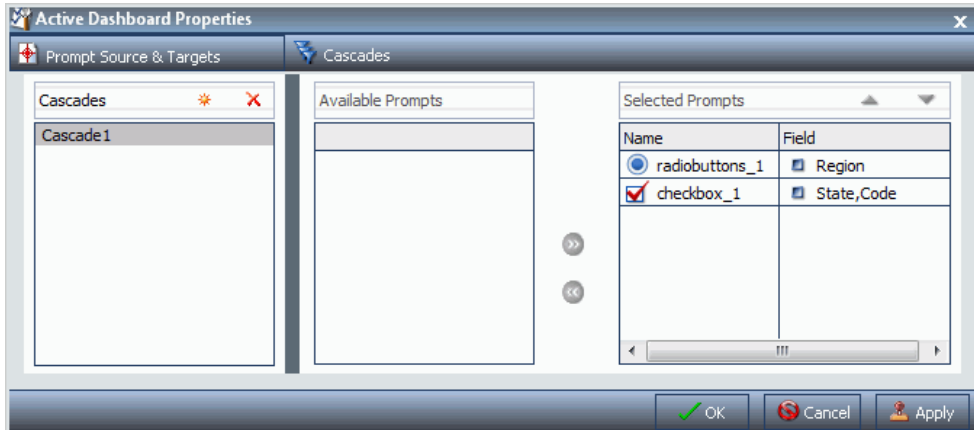 Active Dashboard Properties
x
Prompt Source & Targets
Cascades
Cascades
Available Prompts
Selected Prompts
Cascade1
Name
Field
radiobuttons_1
Region
checkbox_1
State,Code
OK
Cancel
Apply